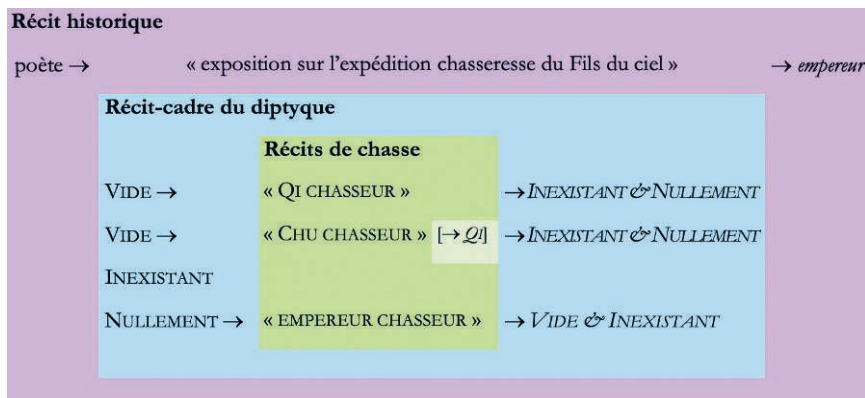 Récit historique
poète → « exposition sur l’expédition chasseresse du Fils du ciel » → empereur
Récit-cadre du diptyque
Récits de chasse
VIDE → « QI CHASSEUR » → INEXISTANT & NULLEMENT
VIDE → « CHU CHASSEUR » [→ QI] → INEXISTANT & NULLEMENT
INEXISTANT
NULLEMENT → « EMPEREUR CHASSEUR » → VIDE & INEXISTANT